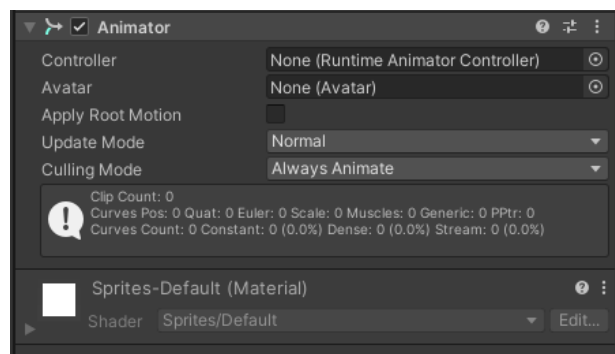 Animator
Controller None (Runtime Animator Controller)
Avatar None (Avatar)
Apply Root Motion
Update Mode Normal
Culling Mode Always Animate
Clip Count: 0
Curves Pos: 0 Quat: 0 Euler: 0 Scale: 0 Muscles: 0 Generic: 0 PPtr: 0
Curves Count: 0 Constant: 0 (0.0%) Dense: 0 (0.0%) Stream: 0 (0.0%)
Sprites-Default (Material)
Shader Sprites/Default Edit...